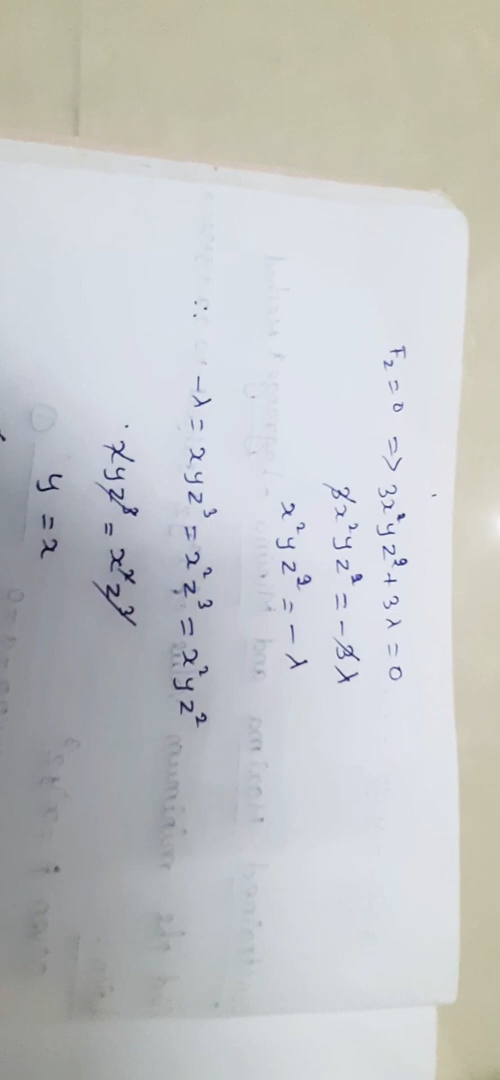 F₂ = 0 ⇒ 3x²yz² + 3λ = 0
3x²yz² = -3λ
x²yz² = -λ
∴ -λ = xyz³ = x²z³ = x²yz²
xyz³ = x²z³
y = x